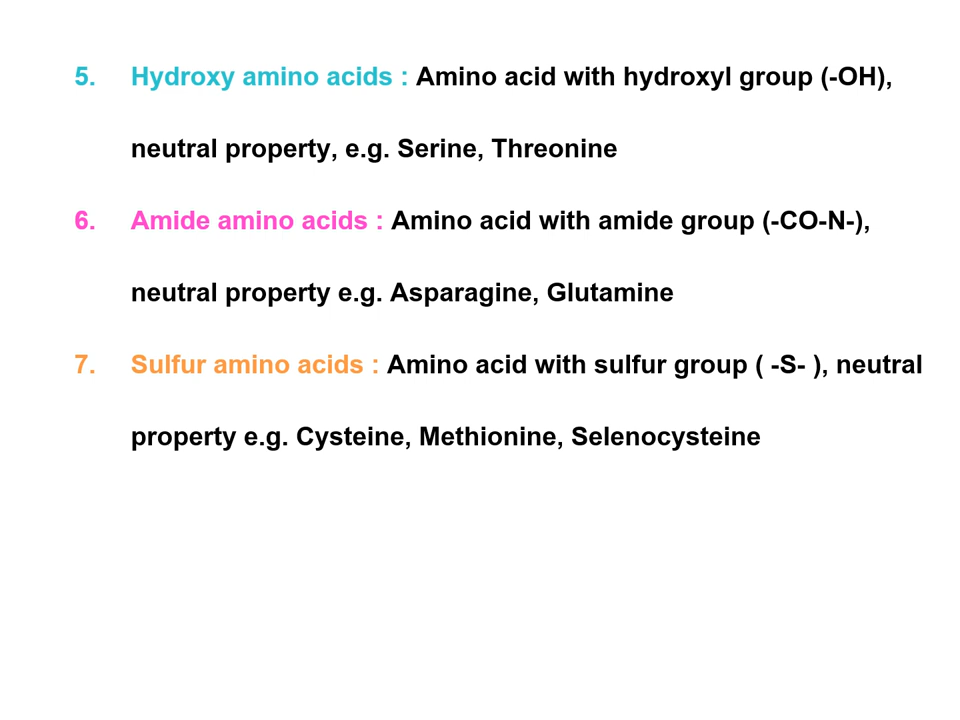 5. Hydroxy amino acids : Amino acid with hydroxyl group (-OH),
neutral property, e.g. Serine, Threonine
6. Amide amino acids : Amino acid with amide group (-CO-N-),
neutral property e.g. Asparagine, Glutamine
7. Sulfur amino acids : Amino acid with sulfur group ( -S- ), neutral
property e.g. Cysteine, Methionine, Selenocysteine